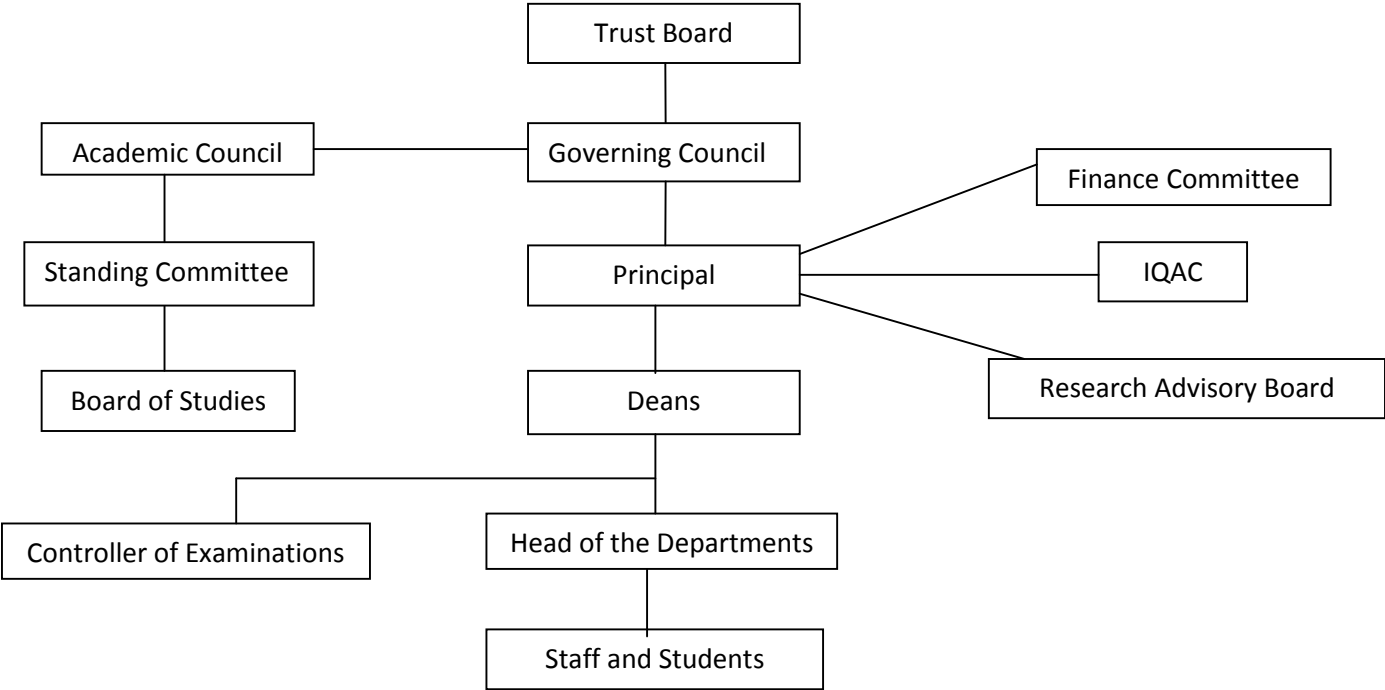 Trust Board
Academic Council
Governing Council
Finance Committee
Standing Committee
Principal
IQAC
Board of Studies
Deans
Research Advisory Board
Controller of Examinations
Head of the Departments
Staff and Students